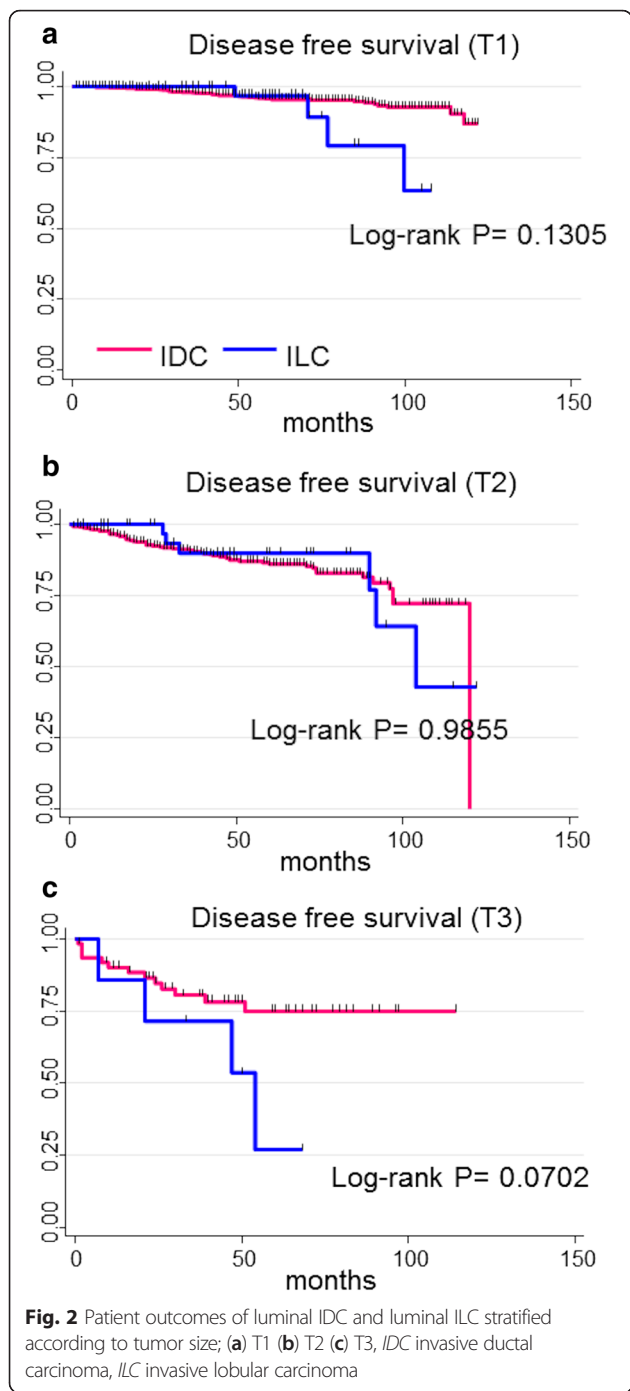 a
Disease free survival (T1)
1.00
0.75
0.50
0.25
0.00
Log-rank P= 0.1305
IDC ILC
0 50 100 150
months
b
Disease free survival (T2)
1.00
0.75
0.50
0.25
0.00
Log-rank P= 0.9855
0 50 100 150
months
c
Disease free survival (T3)
1.00
0.75
0.50
0.25
0.00
Log-rank P= 0.0702
0 50 100 150
months
Fig. 2 Patient outcomes of luminal IDC and luminal ILC stratified
according to tumor size; (a) T1 (b) T2 (c) T3, IDC invasive ductal
carcinoma, ILC invasive lobular carcinoma